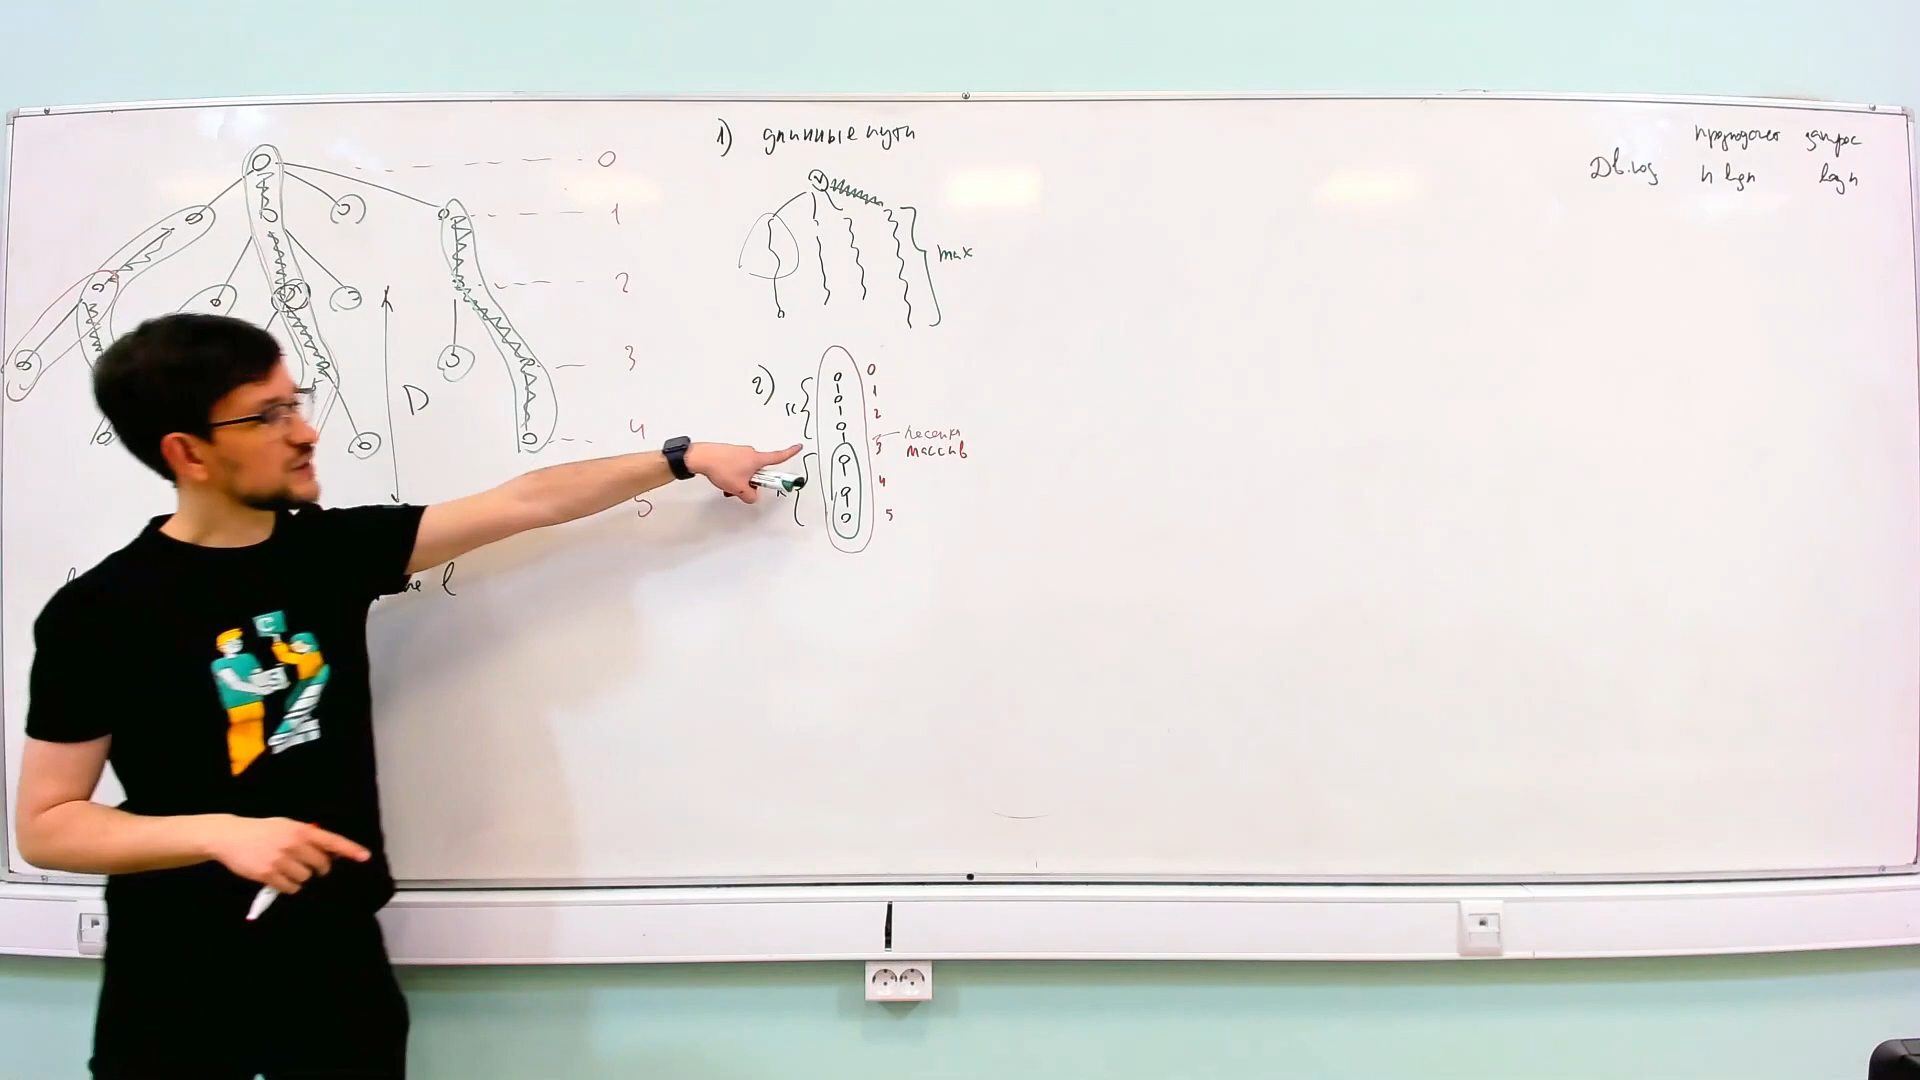 0
1
2
3
4
5
D
l
1) длинные пути
v
max
2)
к
0
1
2
3
4
5
лесенка
массив
предподсчет запрос
Дв. log n lgn log n